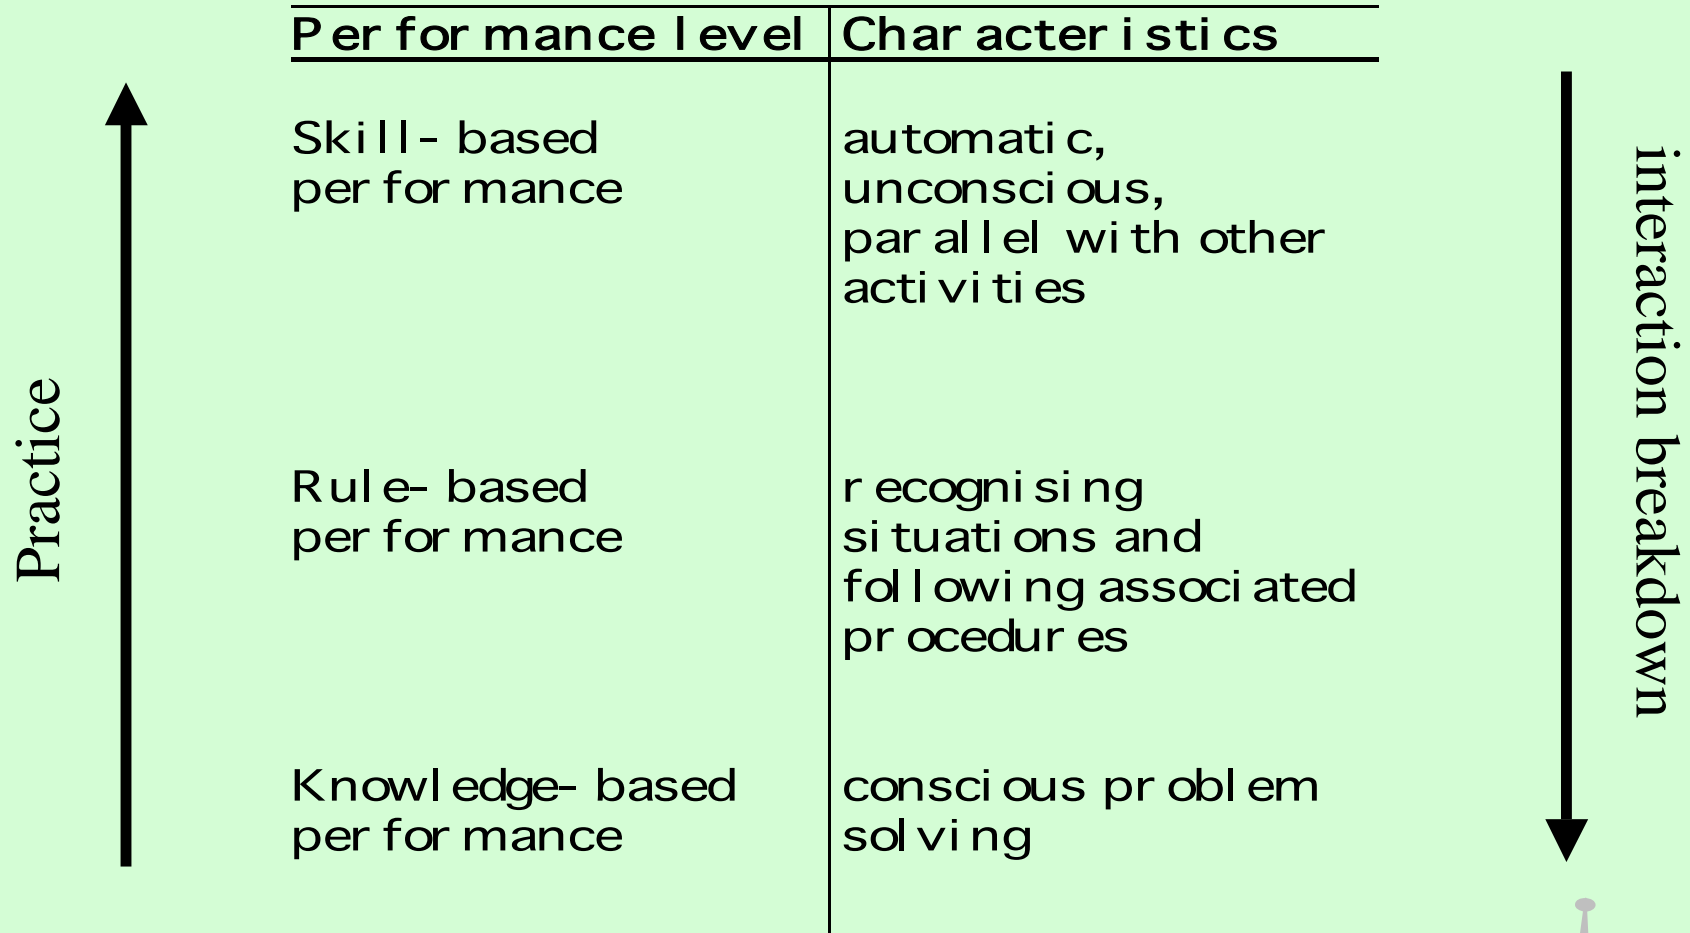 Performance level Characteristics
Skill-based automatic,
performance unconscious,
parallel with other
activities
Rule-based recognising
performance situations and
following associated
procedures
Knowledge-based conscious problem
performance solving
Practice
interaction breakdown